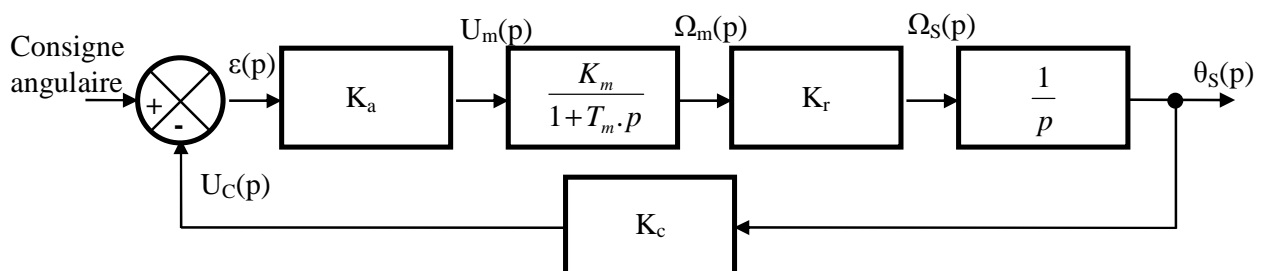 Consigne
angulaire
+
-
ε(p)
K_a
U_m(p)
K_m
1+T_m.p
Ω_m(p)
K_r
Ω_S(p)
1
p
θ_S(p)
U_C(p)
K_c